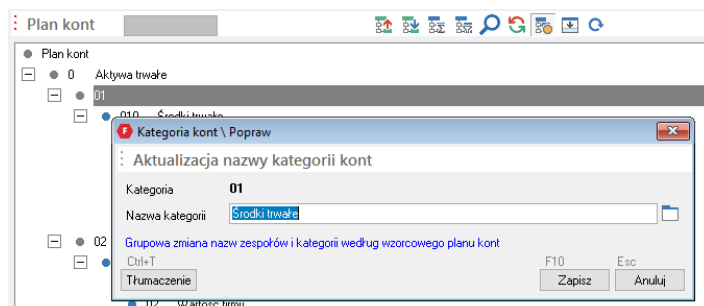 Plan kont
Plan kont
0 Aktywa trwałe
01
010 Środki trwałe
Kategoria kont \ Popraw
Aktualizacja nazwy kategorii kont
Kategoria 01
Nazwa kategorii Środki trwałe
02 Grupowa zmiana nazw zespołów i kategorii według wzorcowego planu kont
Ctrl+T F10 Esc
Tłumaczenie Zapisz Anuluj
02 Wartość firmy